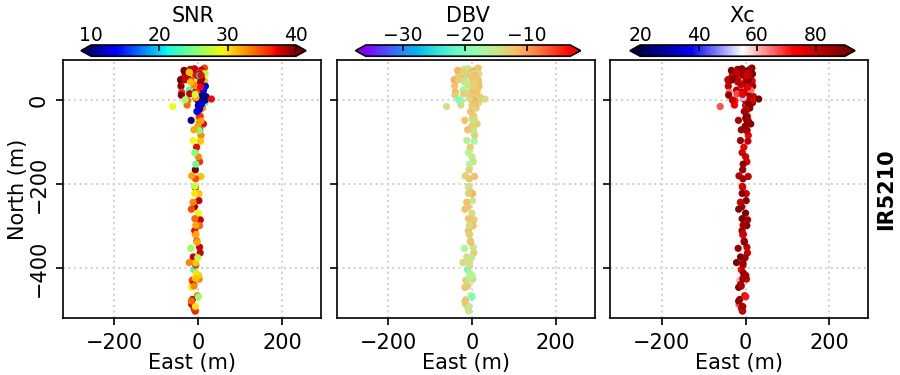 SNR DBV Xc
10 20 30 40 −30 −20 −10 20 40 60 80
North (m)
0
−200
−400
IR5210
−200 0 200 −200 0 200 −200 0 200
East (m) East (m) East (m)